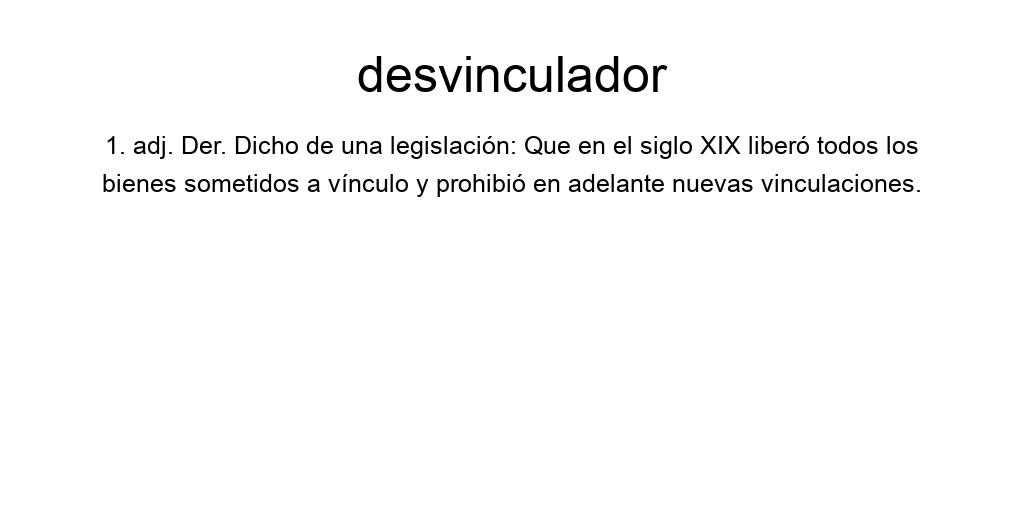 desvinculador
1. adj. Der. Dicho de una legislación: Que en el siglo XIX liberó todos los
bienes sometidos a vínculo y prohibió en adelante nuevas vinculaciones.